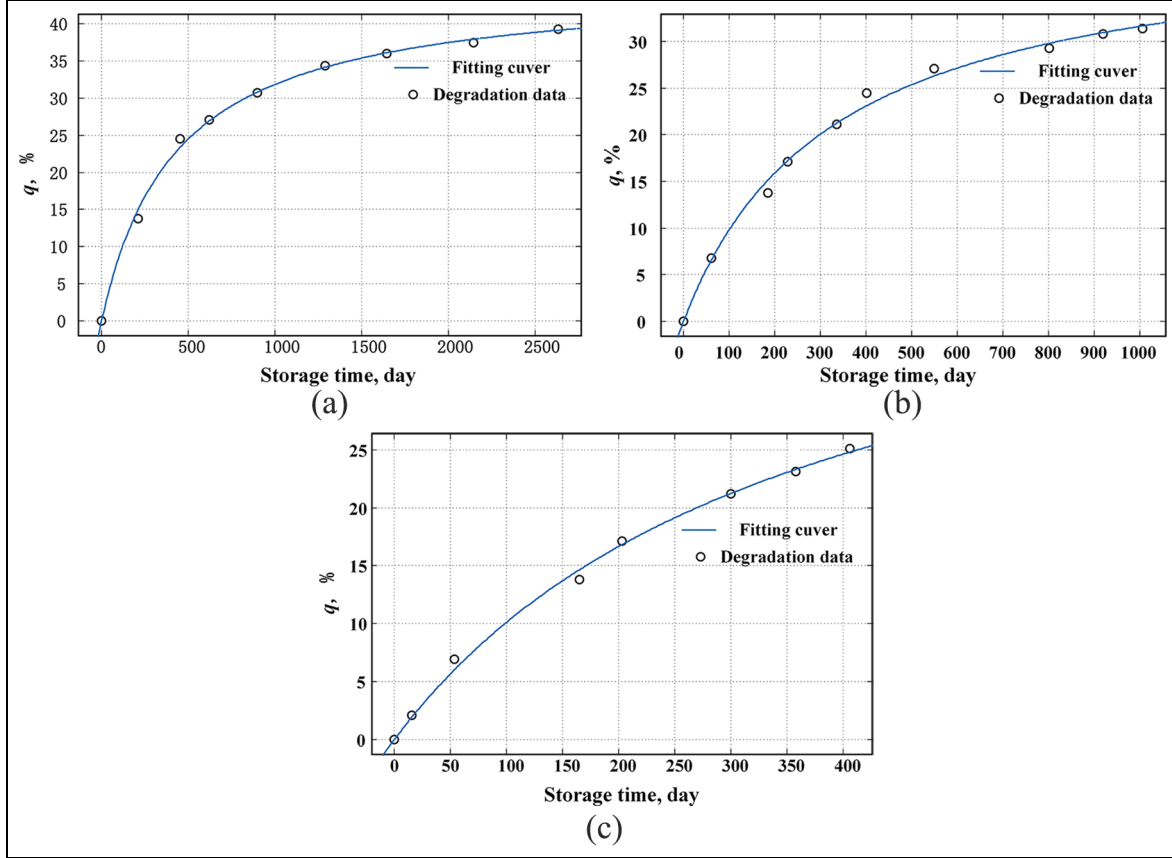 40
35
30
25
20
15
10
5
0
q, %
Fitting cuver
Degradation data
0 500 1000 1500 2000 2500
Storage time, day
(a)
30
25
20
15
10
5
0
q, %
Fitting cuver
Degradation data
0 100 200 300 400 500 600 700 800 900 1000
Storage time, day
(b)
25
20
15
10
5
0
q, %
Fitting cuver
Degradation data
0 50 100 150 200 250 300 350 400
Storage time, day
(c)